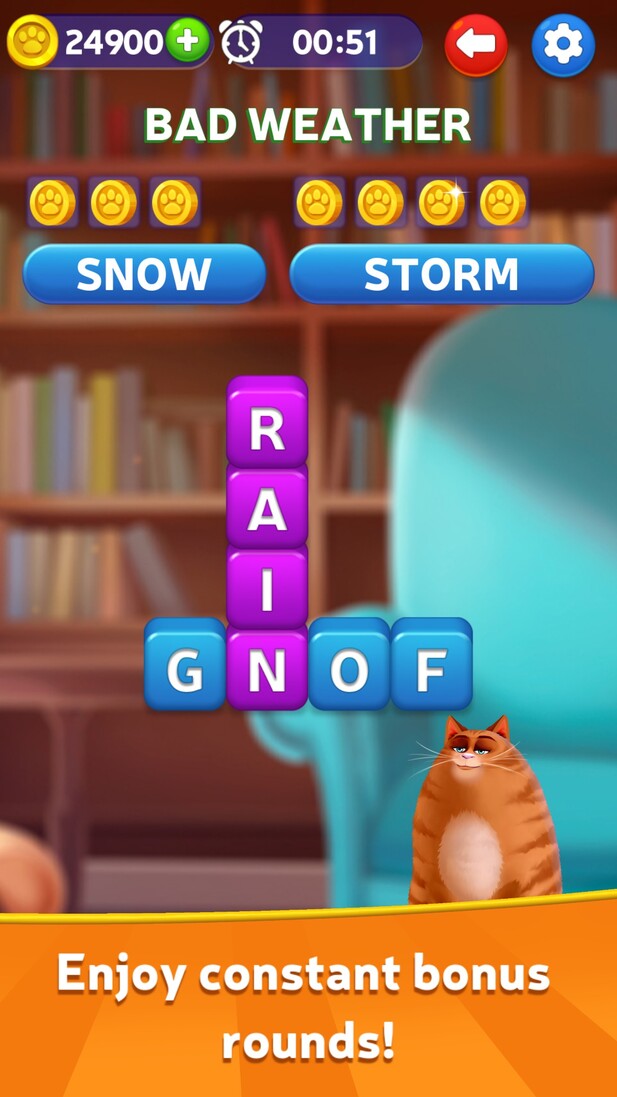 24900 + 00:51
BAD WEATHER
SNOW STORM
R
A
I
G N O F
Enjoy constant bonus
rounds!